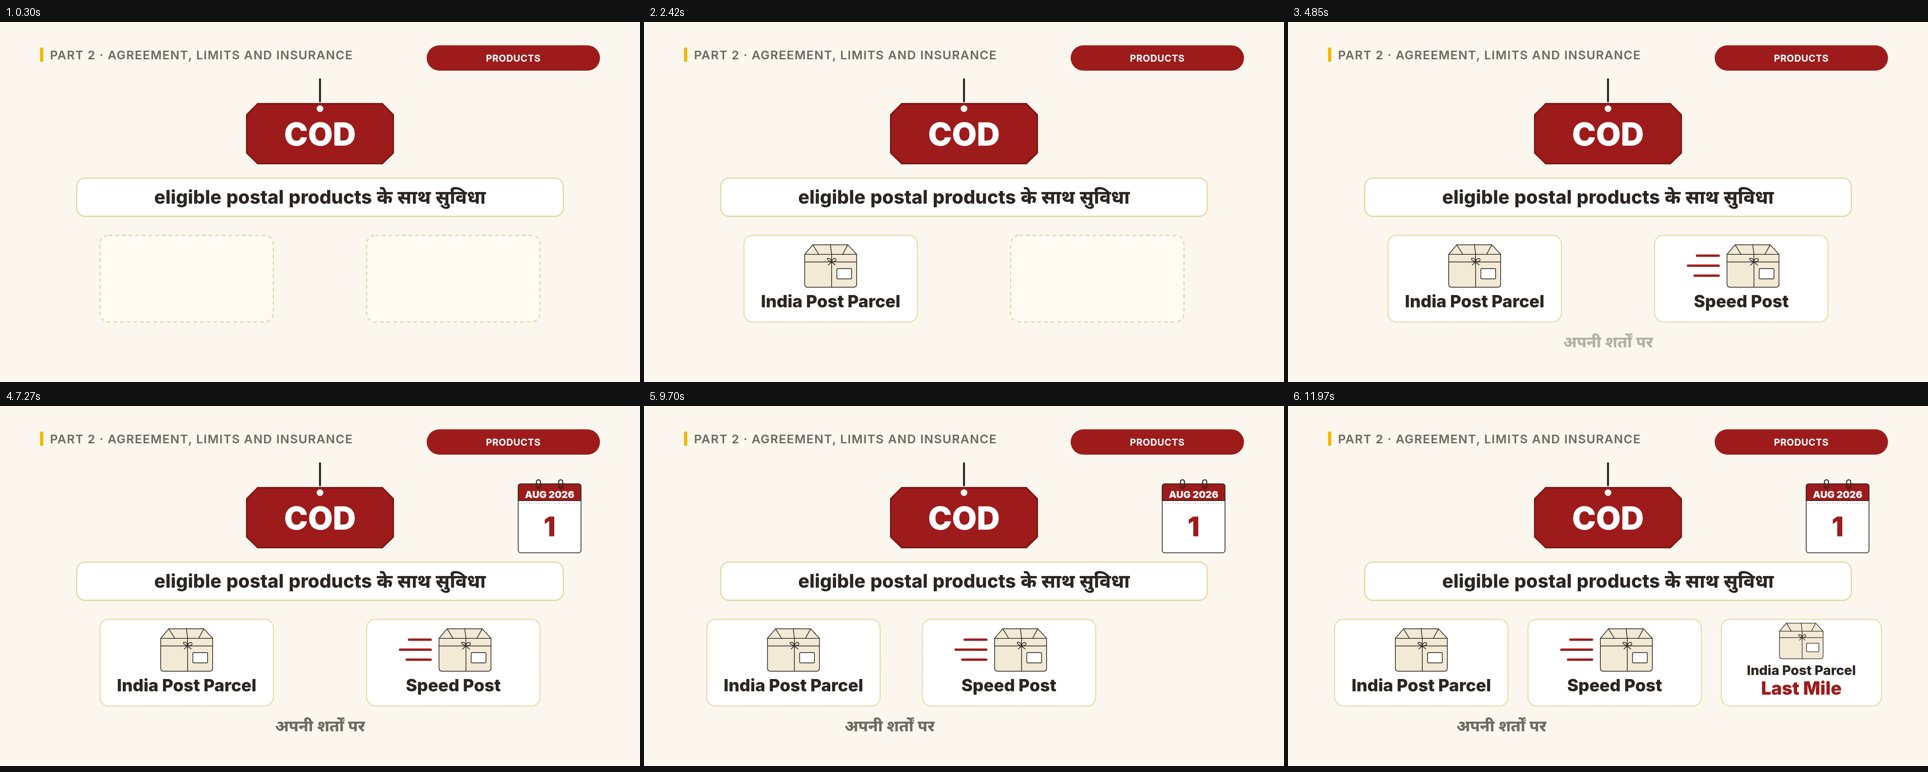 1. 0.30s
PART 2 · AGREEMENT, LIMITS AND INSURANCE
PRODUCTS
COD
eligible postal products के साथ सुविधा
2. 2.42s
PART 2 · AGREEMENT, LIMITS AND INSURANCE
PRODUCTS
COD
eligible postal products के साथ सुविधा
India Post Parcel
3. 4.85s
PART 2 · AGREEMENT, LIMITS AND INSURANCE
PRODUCTS
COD
eligible postal products के साथ सुविधा
India Post Parcel
Speed Post
अपनी शर्तों पर
4. 7.27s
PART 2 · AGREEMENT, LIMITS AND INSURANCE
PRODUCTS
COD
AUG 2026
1
eligible postal products के साथ सुविधा
India Post Parcel
Speed Post
अपनी शर्तों पर
5. 9.70s
PART 2 · AGREEMENT, LIMITS AND INSURANCE
PRODUCTS
COD
AUG 2026
1
eligible postal products के साथ सुविधा
India Post Parcel
Speed Post
अपनी शर्तों पर
6. 11.97s
PART 2 · AGREEMENT, LIMITS AND INSURANCE
PRODUCTS
COD
AUG 2026
1
eligible postal products के साथ सुविधा
India Post Parcel
Speed Post
India Post Parcel
Last Mile
अपनी शर्तों पर